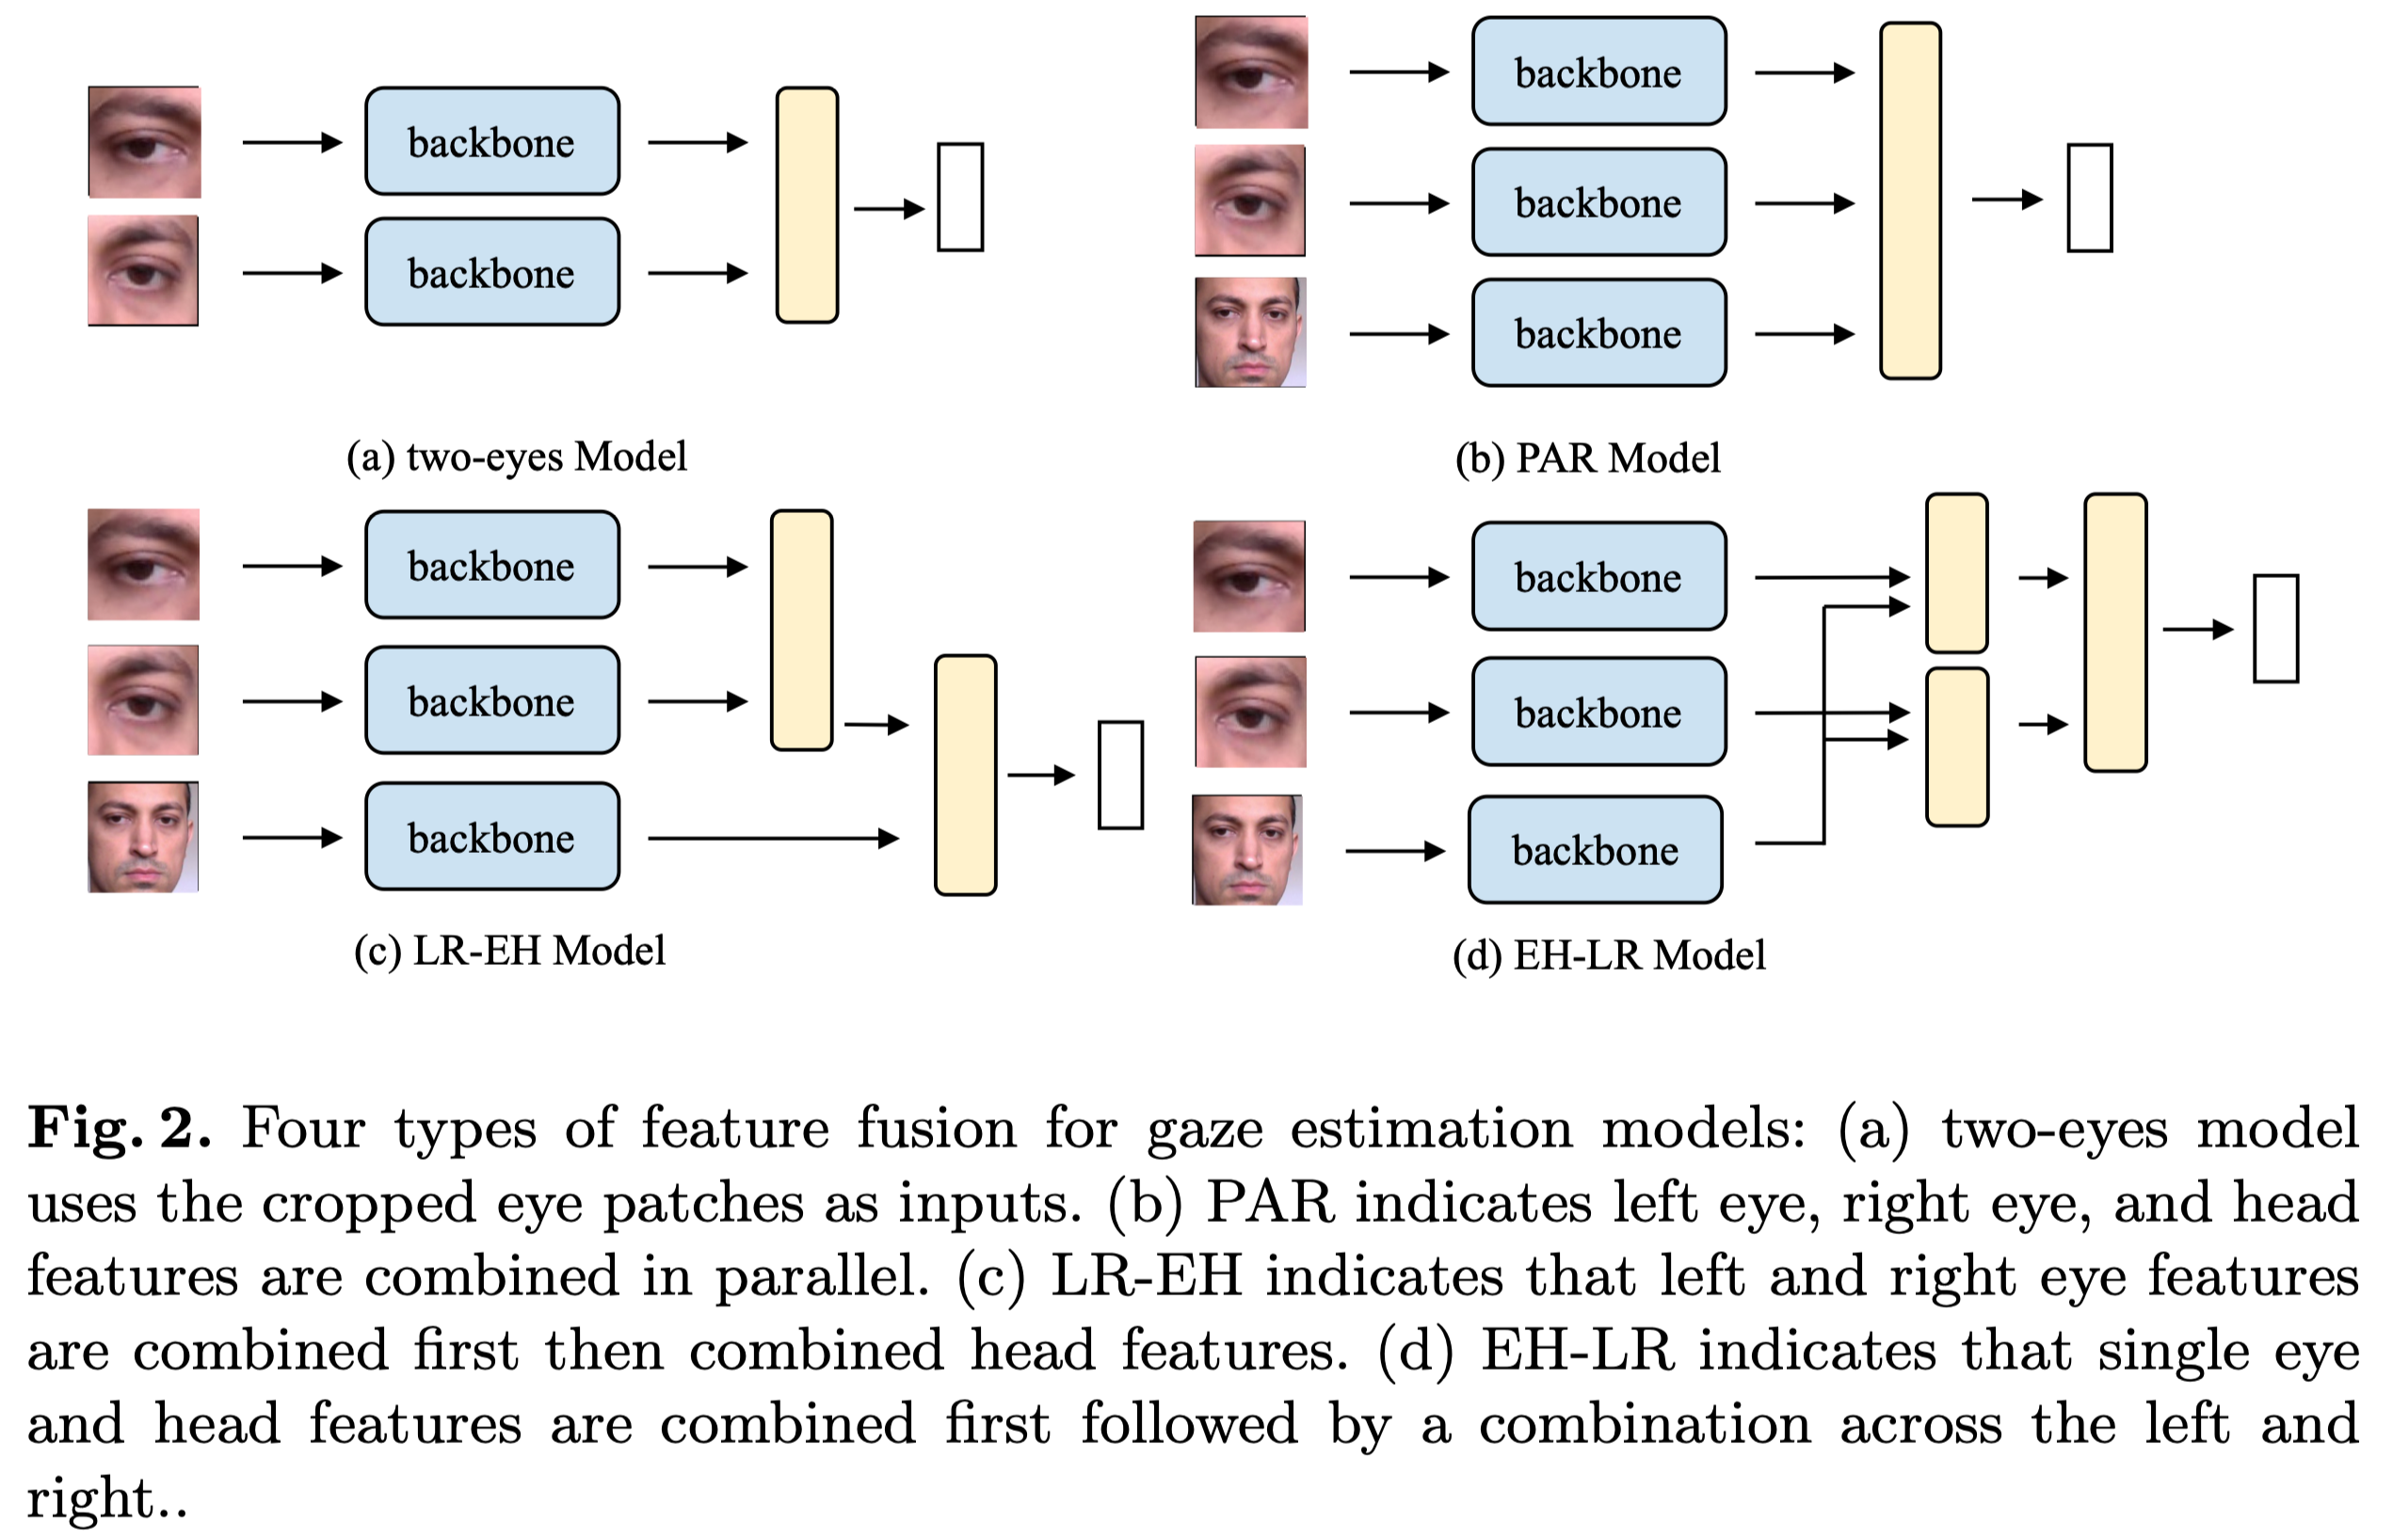 backbone
backbone
(a) two-eyes Model
backbone
backbone
backbone
(b) PAR Model
backbone
backbone
backbone
(c) LR-EH Model
backbone
backbone
backbone
(d) EH-LR Model
Fig. 2. Four types of feature fusion for gaze estimation models: (a) two-eyes model
uses the cropped eye patches as inputs. (b) PAR indicates left eye, right eye, and head
features are combined in parallel. (c) LR-EH indicates that left and right eye features
are combined first then combined head features. (d) EH-LR indicates that single eye
and head features are combined first followed by a combination across the left and
right..